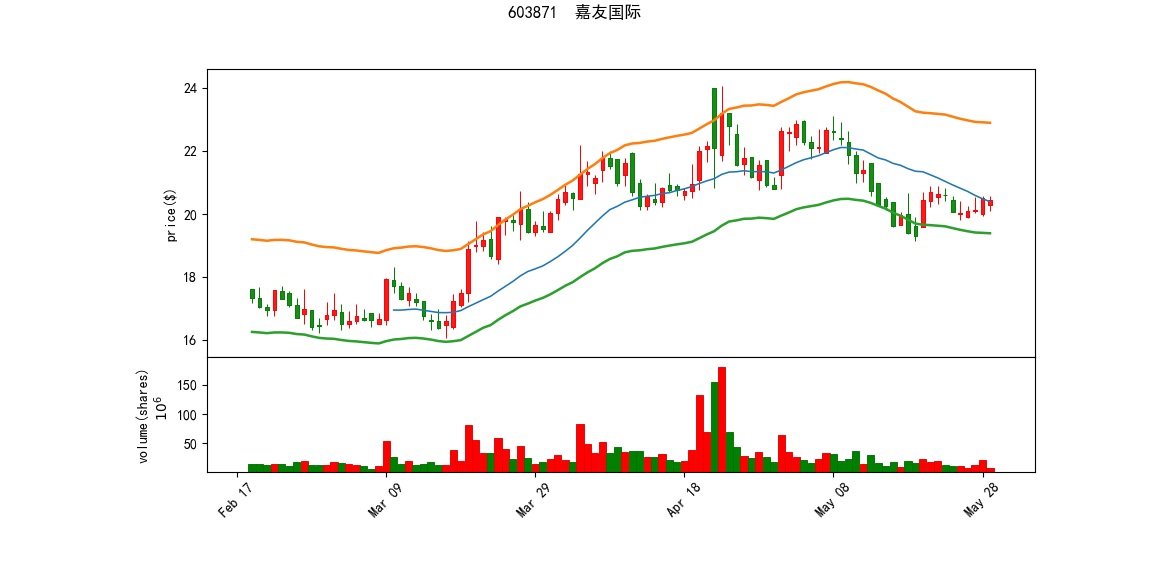 603871 嘉友国际
price($)
24
22
20
18
16
volume(shares)
10^6
150
100
50
Feb 17
Mar 09
Mar 29
Apr 18
May 08
May 28